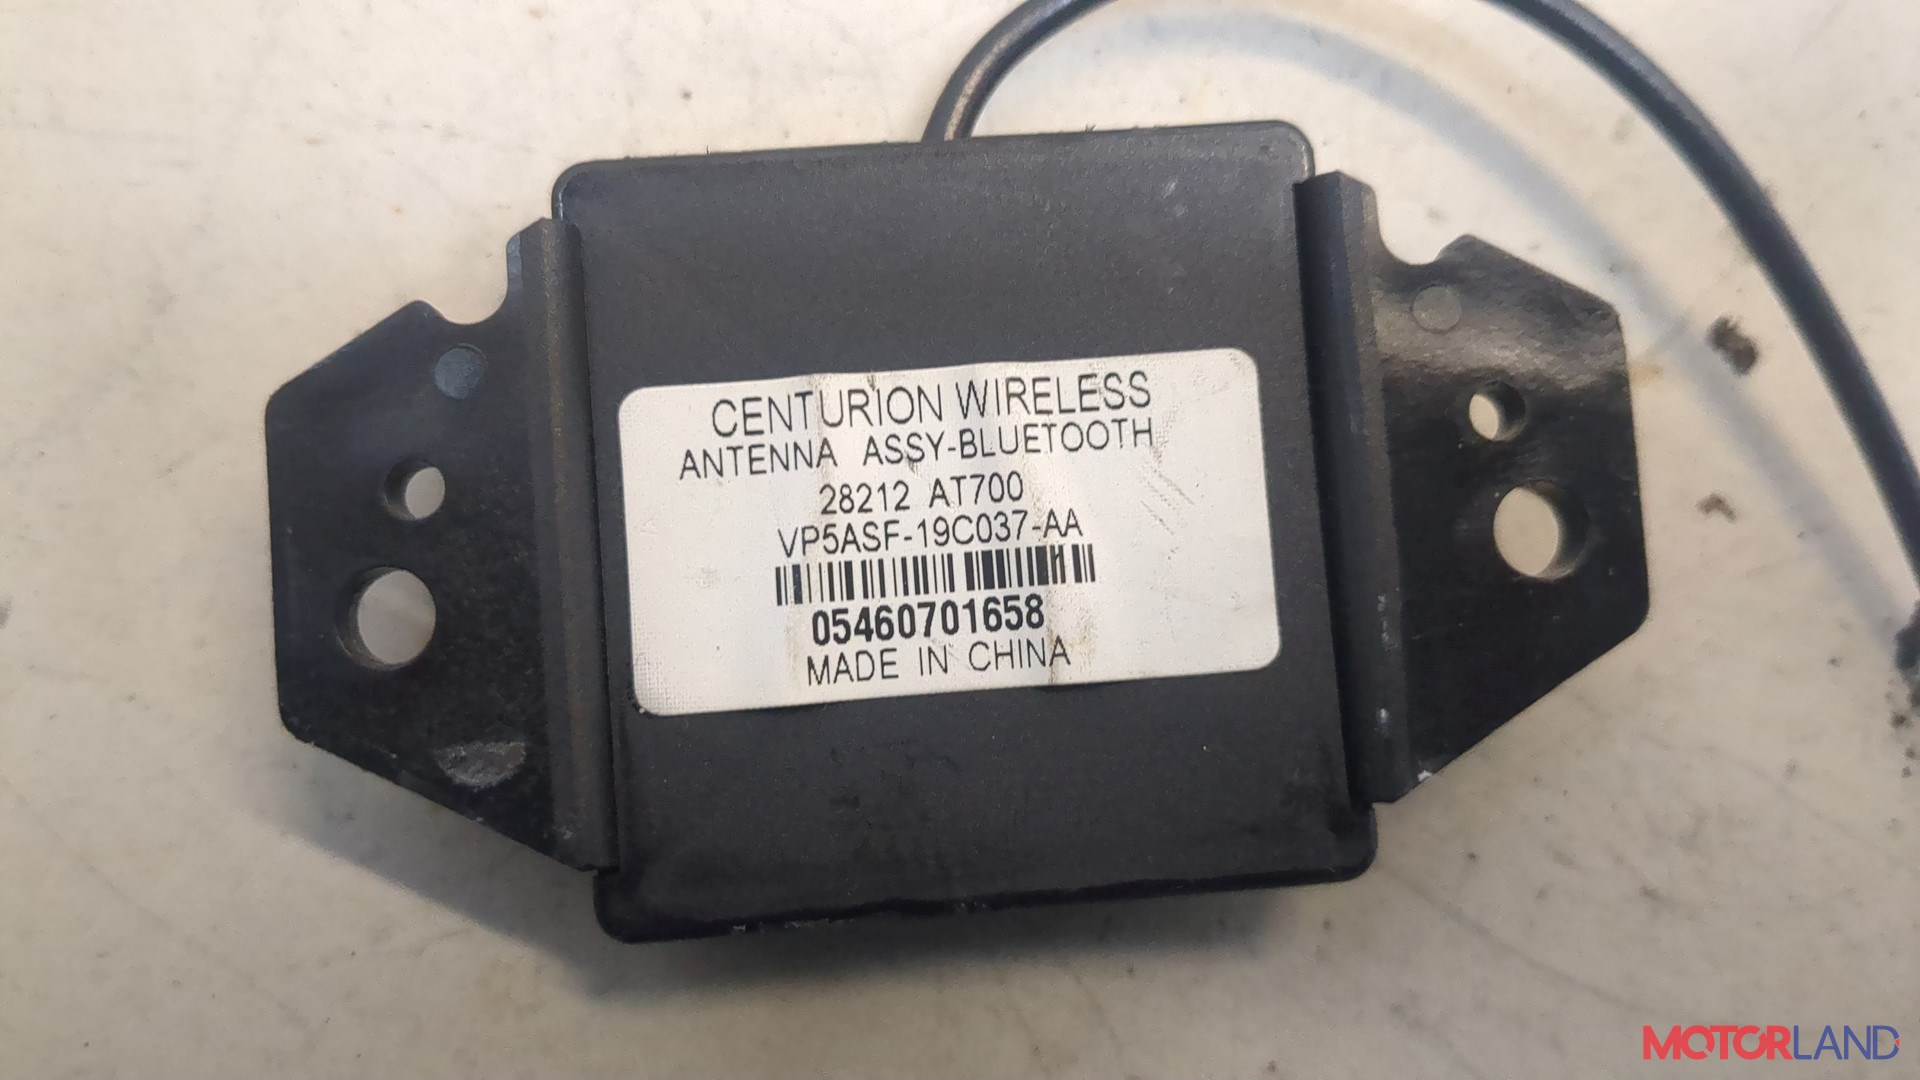 CENTURION WIRELESS
ANTENNA ASSY-BLUETOOTH
28212 AT700
VP5ASF-19C037-AA
05460701658
MADE IN CHINA
MOTORLAND